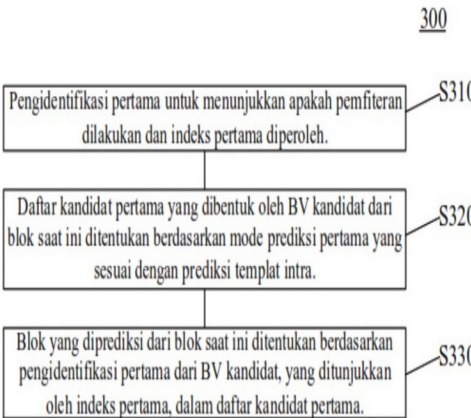 300
Pengidentifikasi pertama untuk menunjukkan apakah pemfiteran
dilakukan dan indeks pertama diperoleh.
S310
Daftar kandidat pertama yang dibentuk oleh BV kandidat dari
blok saat ini ditentukan berdasarkan mode prediksi pertama yang
sesuai dengan prediksi templat intra.
S320
Blok yang diprediksi dari blok saat ini ditentukan berdasarkan
pengidentifikasi pertama dari BV kandidat, yang ditunjukkan
oleh indeks pertama, dalam daftar kandidat pertama.
S330